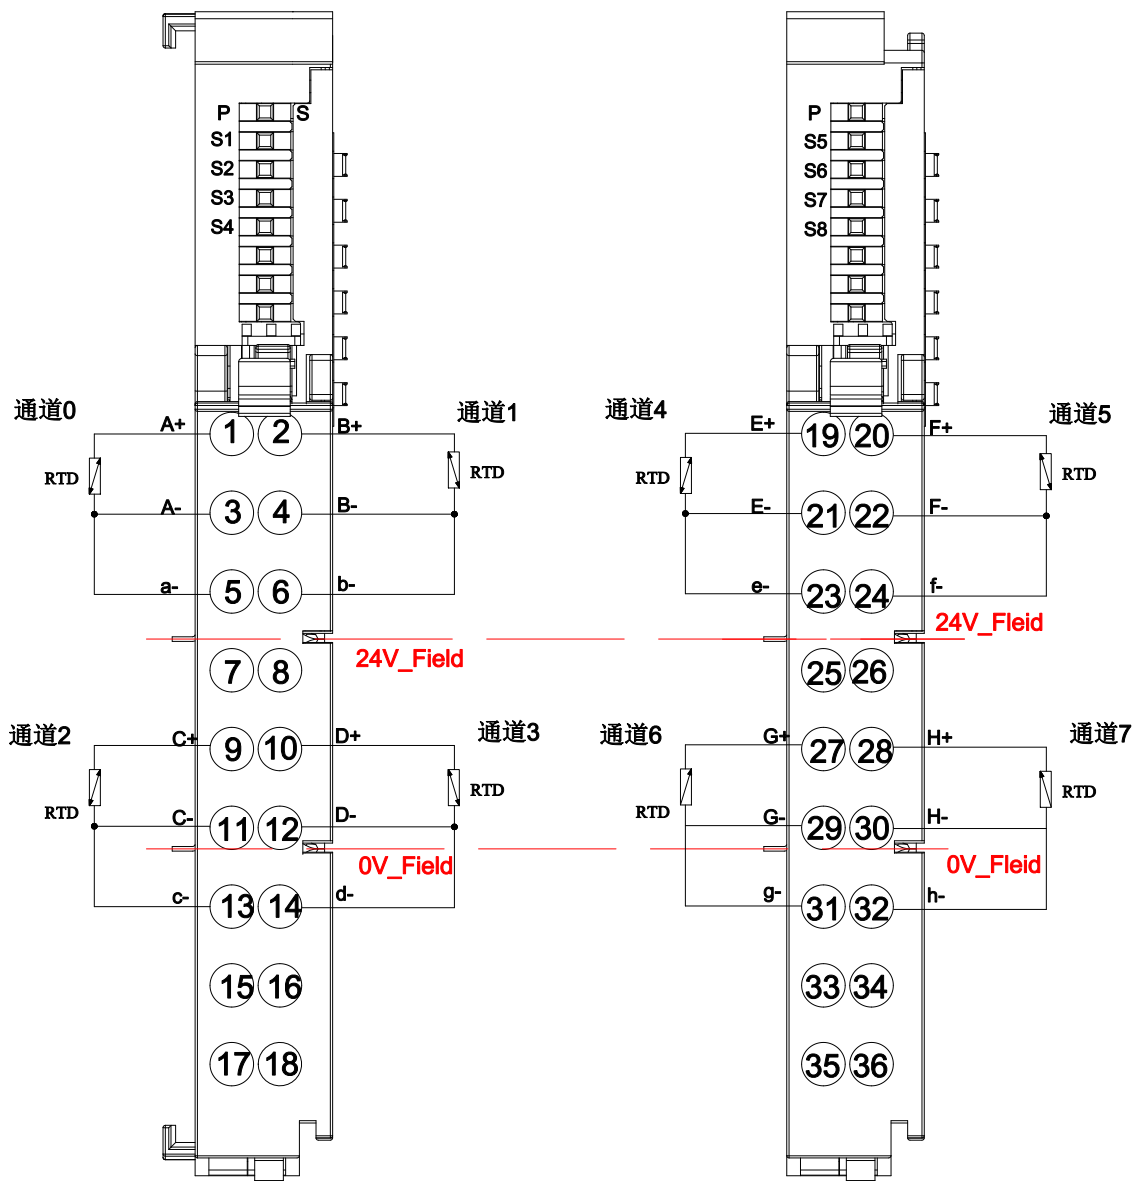 P S
S1
S2
S3
S4
通道0
通道1
A+ 1 2 B+
RTD RTD
A- 3 4 B-
a- 5 6 b-
24V_Field
7 8
通道2
通道3
C+ 9 10 D+
RTD RTD
C- 11 12 D-
0V_Field
c- 13 14 d-
15 16
17 18
P
S5
S6
S7
S8
通道4
通道5
E+ 19 20 F+
RTD RTD
E- 21 22 F-
e- 23 24 f-
24V_Fleid
25 26
通道6
通道7
G+ 27 28 H+
RTD RTD
G- 29 30 H-
0V_Fleid
g- 31 32 h-
33 34
35 36